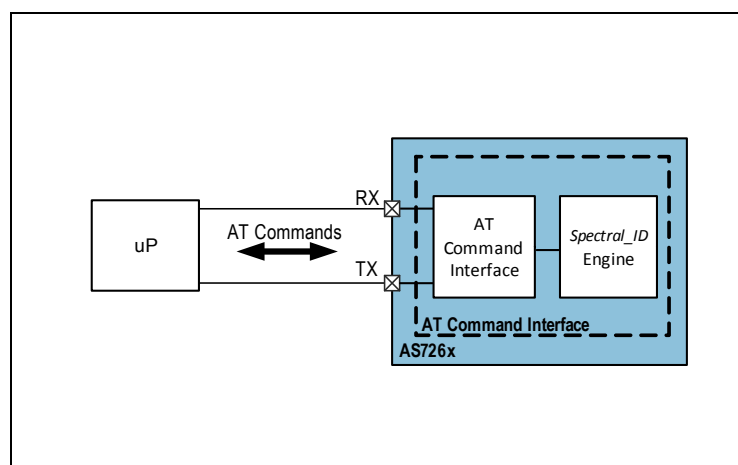 RX
uP
AT Commands
TX
AT
Command
Interface
Spectral_ID
Engine
AT Command Interface
AS726x